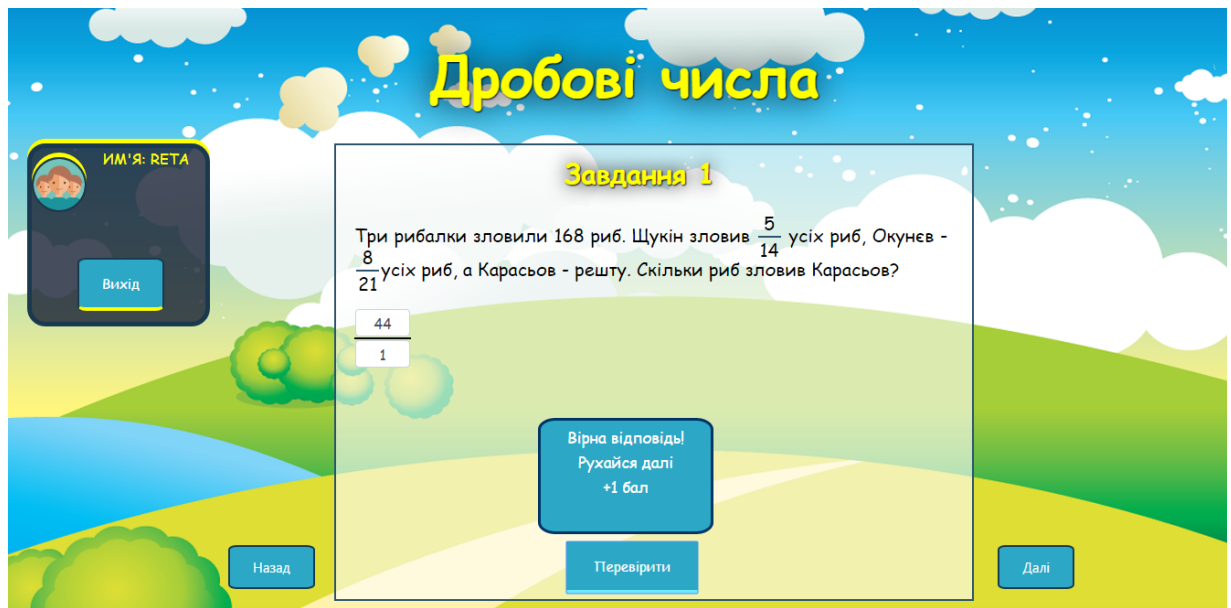 Дробові числа
ИМ'Я: RETA
Вихід
Завдання 1
Три рибалки зловили 168 риб. Щукін зловив 5/14 усіх риб, Окунєв -
8/21 усіх риб, а Карасьов - решту. Скільки риб зловив Карасьов?
44
1
Вірна відповідь!
Рухайся далі
+1 бал
Назад
Перевірити
Далі